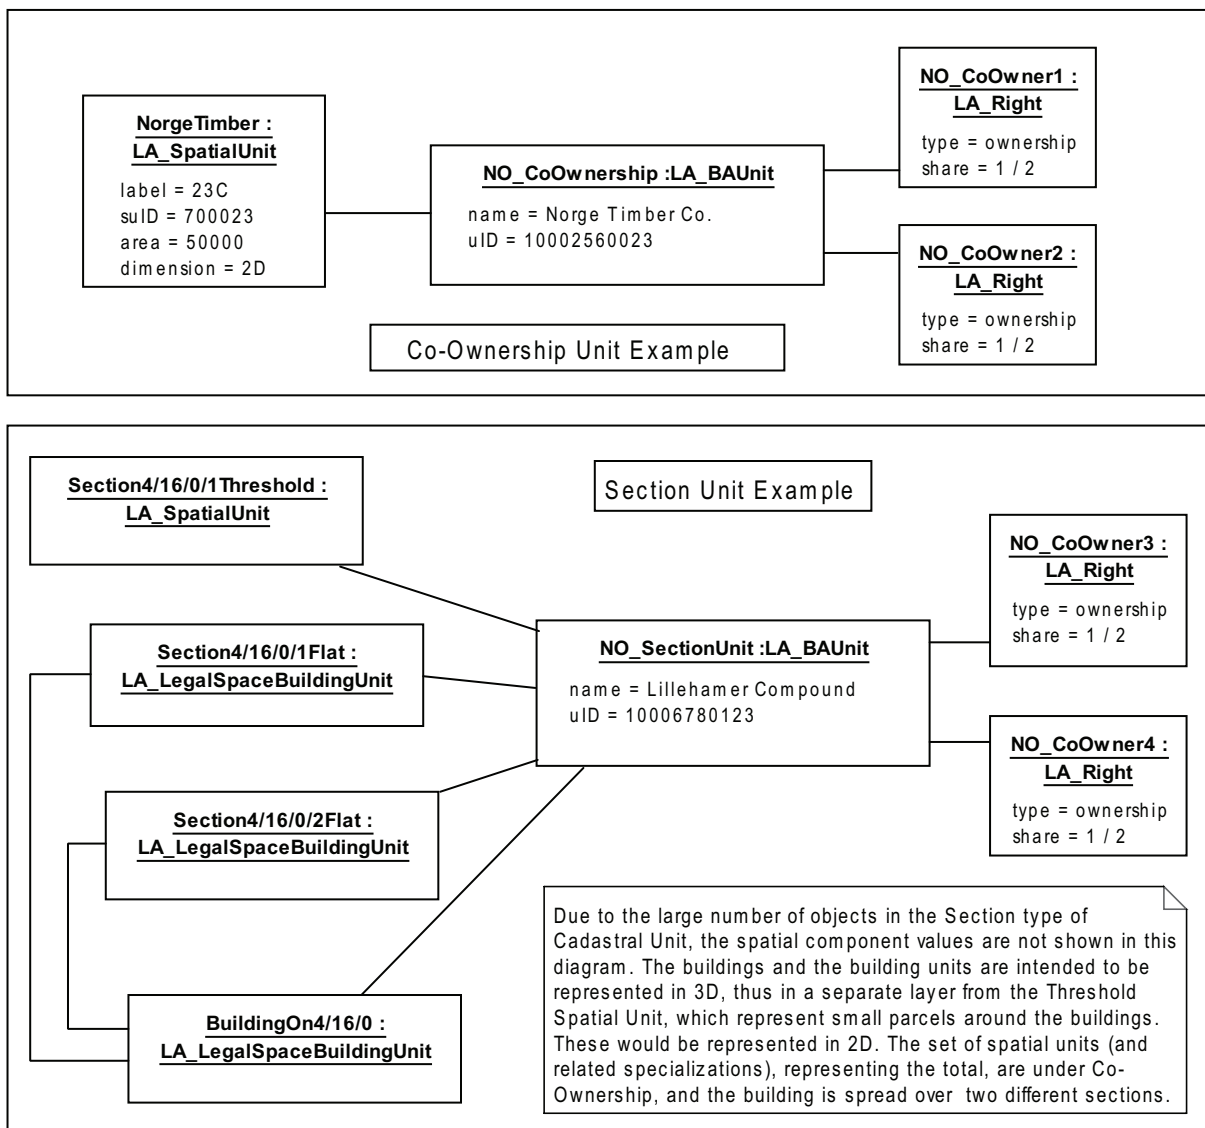 NorgeTimber :
LA_SpatialUnit
label = 23C
suID = 700023
area = 50000
dimension = 2D
NO_CoOwnership :LA_BAUnit
name = Norge Timber Co.
uID = 10002560023
NO_CoOwner1 :
LA_Right
type = ownership
share = 1 / 2
NO_CoOwner2 :
LA_Right
type = ownership
share = 1 / 2
Co-Ownership Unit Example
Section4/16/0/1Threshold :
LA_SpatialUnit
Section Unit Example
Section4/16/0/1Flat :
LA_LegalSpaceBuildingUnit
NO_SectionUnit :LA_BAUnit
name = Lillehamer Compound
uID = 10006780123
NO_CoOwner3 :
LA_Right
type = ownership
share = 1 / 2
NO_CoOwner4 :
LA_Right
type = ownership
share = 1 / 2
Section4/16/0/2Flat :
LA_LegalSpaceBuildingUnit
BuildingOn4/16/0 :
LA_LegalSpaceBuildingUnit
Due to the large number of objects in the Section type of
Cadastral Unit, the spatial component values are not shown in this
diagram. The buildings and the building units are intended to be
represented in 3D, thus in a separate layer from the Threshold
Spatial Unit, which represent small parcels around the buildings.
These would be represented in 2D. The set of spatial units (and
related specializations), representing the total, are under Co-
Ownership, and the building is spread over two different sections.